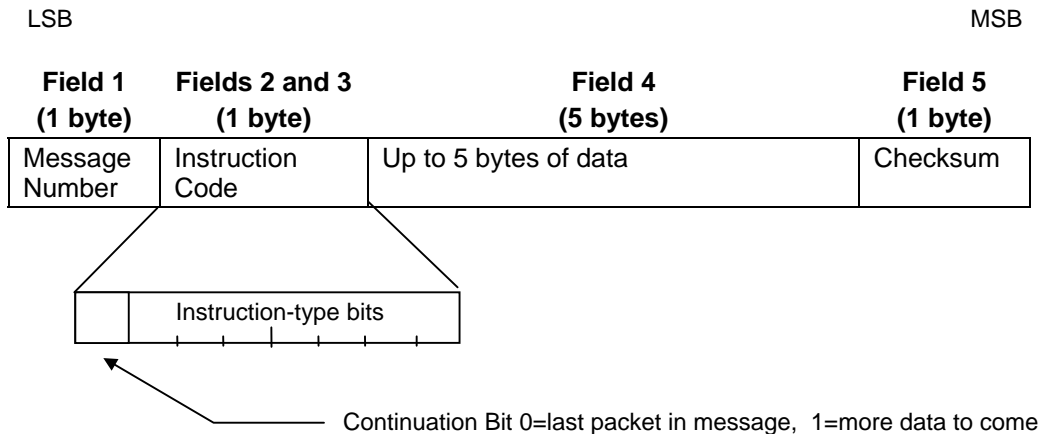 LSB MSB
Field 1 Fields 2 and 3 Field 4 Field 5
(1 byte) (1 byte) (5 bytes) (1 byte)
Message Instruction Up to 5 bytes of data Checksum
Number Code
Instruction-type bits
Continuation Bit 0=last packet in message, 1=more data to come